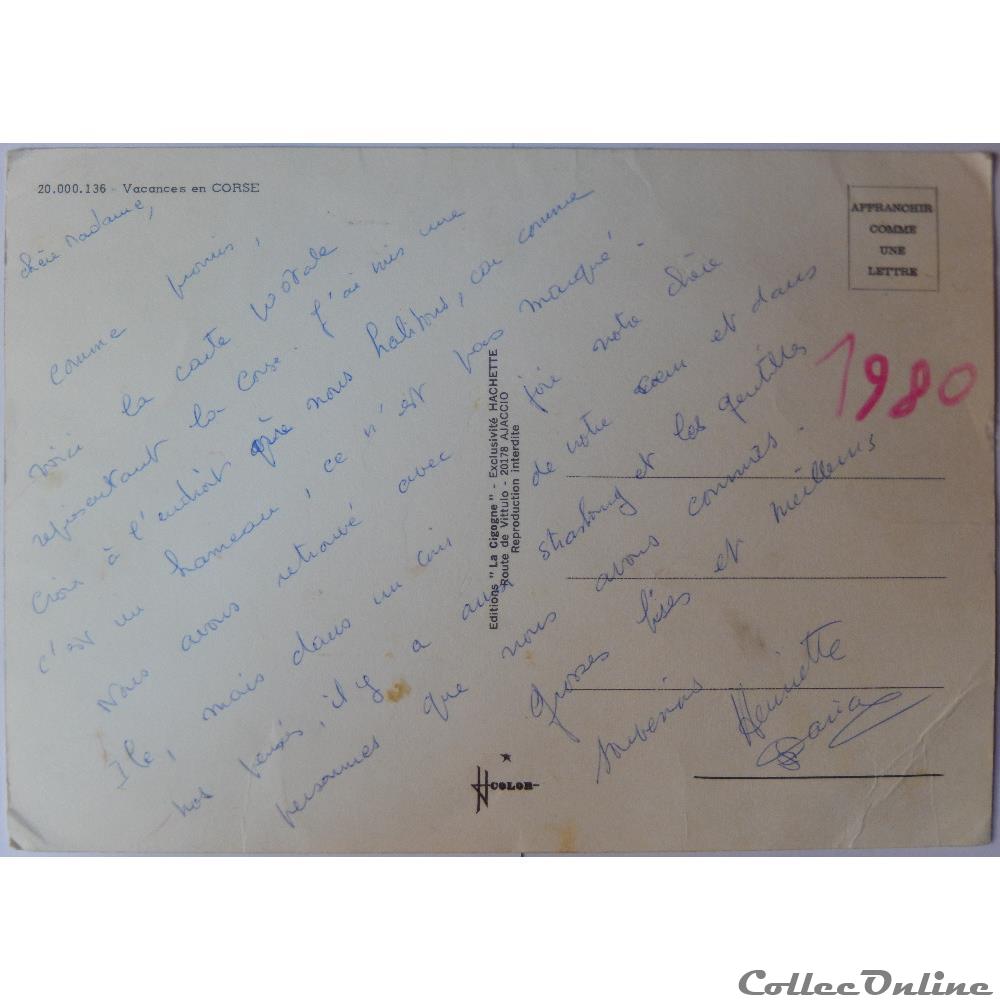 20.000.136 - Vacances en CORSE
AFFRANCHIR
COMME
UNE
LETTRE
1980
chère Madame,
comme promis,
voici la carte postale
représentant la Corse. J'ai mis une
croix à l'endroit que nous habitons, car comme
c'est un hameau, ce n'est pas marqué.
Nous avons retrouvé avec joie notre chère
Ile, mais dans un coin de notre coeur et dans
nos pensés, il y a aussi strasbourg et les gentilles
personnes que nous avons connues.
grosses bises et meilleurs
souvenirs Henriette
Daria
Editions "La Cigogne" - Exclusivité HACHETTE
Route de Vittulo - 20178 AJACCIO
Reproduction interdite
COLOR
CollecOnline